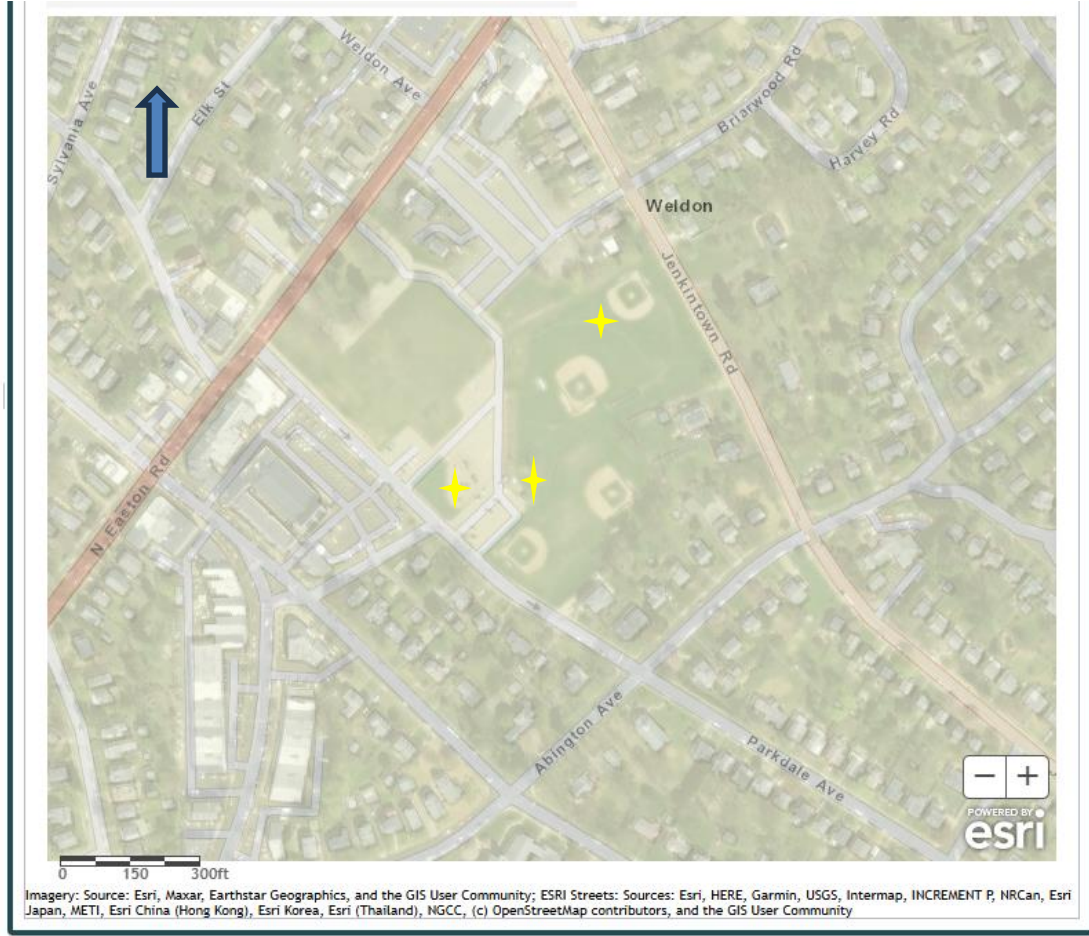 Weldon Ave
Elk St
Sylvania Ave
Briarwood Rd
Harvey Rd
Weldon
Jenkintown Rd
N Easton Rd
Abington Ave
Parkdale Ave
− +
POWERED BY
esri
0 150 300ft
Imagery: Source: Esri, Maxar, Earthstar Geographics, and the GIS User Community; ESRI Streets: Sources: Esri, HERE, Garmin, USGS, Intermap, INCREMENT P, NRCan, Esri
Japan, METI, Esri China (Hong Kong), Esri Korea, Esri (Thailand), NGCC, (c) OpenStreetMap contributors, and the GIS User Community